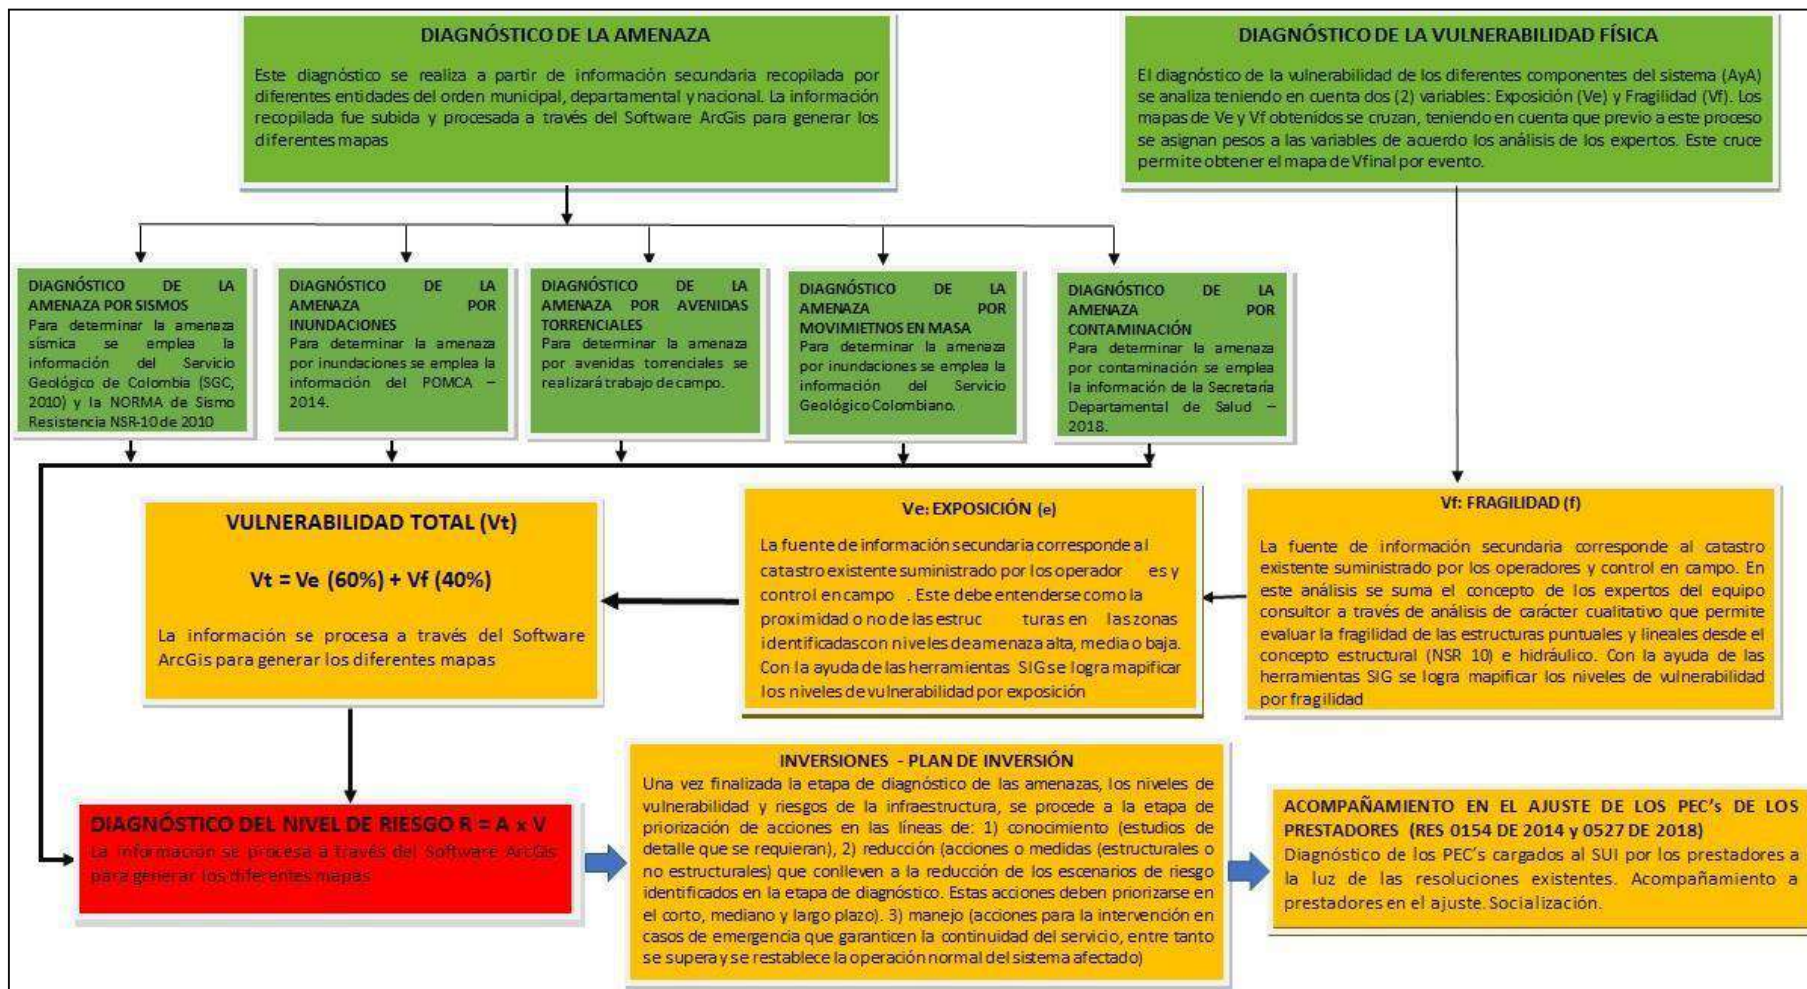 DIAGNÓSTICO DE LA AMENAZA
Este diagnóstico se realiza a partir de información secundaria recopilada por
diferentes entidades del orden municipal, departamental y nacional. La información
recopilada fue subida y procesada a través del Software ArcGis para generar los
diferentes mapas
DIAGNÓSTICO DE LA VULNERABILIDAD FÍSICA
El diagnóstico de la vulnerabilidad de los diferentes componentes del sistema (AyA)
se analiza teniendo en cuenta dos (2) variables: Exposición (Ve) y Fragilidad (Vf). Los
mapas de Ve y Vf obtenidos se cruzan, teniendo en cuenta que previo a este proceso
se asignan pesos a las variables de acuerdo los análisis de los expertos. Este cruce
permite obtener el mapa de Vfinal por evento.
DIAGNÓSTICO DE LA
AMENAZA POR SISMOS
Para determinar la amenaza
sísmica se emplea la
información del Servicio
Geológico de Colombia (SGC,
2010) y la NORMA de Sismo
Resistencia NSR-10 de 2010
DIAGNÓSTICO DE LA
AMENAZA POR
INUNDACIONES
Para determinar la amenaza
por inundaciones se emplea la
información del POMCA –
2014.
DIAGNÓSTICO DE LA
AMENAZA POR AVENIDAS
TORRENCIALES
Para determinar la amenaza
por avenidas torrenciales se
realizará trabajo de campo.
DIAGNÓSTICO DE LA
AMENAZA POR
MOVIMIETNOS EN MASA
Para determinar la amenaza
por inundaciones se emplea la
información del Servicio
Geológico Colombiano.
DIAGNÓSTICO DE LA
AMENAZA POR
CONTAMINACIÓN
Para determinar la amenaza
por contaminación se emplea
la información de la Secretaría
Departamental de Salud –
2018.
VULNERABILIDAD TOTAL (Vt)
Vt = Ve (60%) + Vf (40%)
La información se procesa a través del Software
ArcGis para generar los diferentes mapas
Ve: EXPOSICIÓN (e)
La fuente de información secundaria corresponde al
catastro existente suministrado por los operador es y
control en campo . Este debe entenderse como la
proximidad o no de las estruc turas en las zonas
identificadas con niveles de amenaza alta, media o baja.
Con la ayuda de las herramientas SIG se logra mapificar
los niveles de vulnerabilidad por exposición
Vf: FRAGILIDAD (f)
La fuente de información secundaria corresponde al catastro
existente suministrado por los operadores y control en campo. En
este análisis se suma el concepto de los expertos del equipo
consultor a través de análisis de carácter cualitativo que permite
evaluar la fragilidad de las estructuras puntuales y lineales desde el
concepto estructural (NSR 10) e hidráulico. Con la ayuda de las
herramientas SIG se logra mapificar los niveles de vulnerabilidad
por fragilidad
DIAGNÓSTICO DEL NIVEL DE RIESGO R = A x V
La información se procesa a través del Software ArcGis
para generar los diferentes mapas
INVERSIONES - PLAN DE INVERSIÓN
Una vez finalizada la etapa de diagnóstico de las amenazas, los niveles de
vulnerabilidad y riesgos de la infraestructura, se procede a la etapa de
priorización de acciones en las líneas de: 1) conocimiento (estudios de
detalle que se requieran), 2) reducción (acciones o medidas (estructurales o
no estructurales) que conlleven a la reducción de los escenarios de riesgo
identificados en la etapa de diagnóstico. Estas acciones deben priorizarse en
el corto, mediano y largo plazo). 3) manejo (acciones para la intervención en
casos de emergencia que garanticen la continuidad del servicio, entre tanto
se supera y se restablece la operación normal del sistema afectado)
ACOMPAÑAMIENTO EN EL AJUSTE DE LOS PEC's DE LOS
PRESTADORES (RES 0154 DE 2014 y 0527 DE 2018)
Diagnóstico de los PEC's cargados al SUI por los prestadores a
la luz de las resoluciones existentes. Acompañamiento a
prestadores en el ajuste. Socialización.